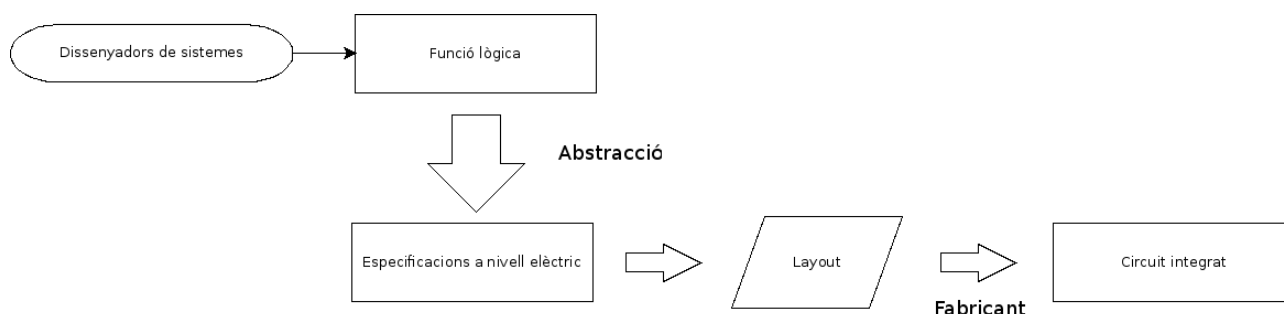 Dissenyadors de sistemes
Funció lògica
Abstracció
Especificacions a nivell elèctric
Layout
Circuit integrat
Fabricant